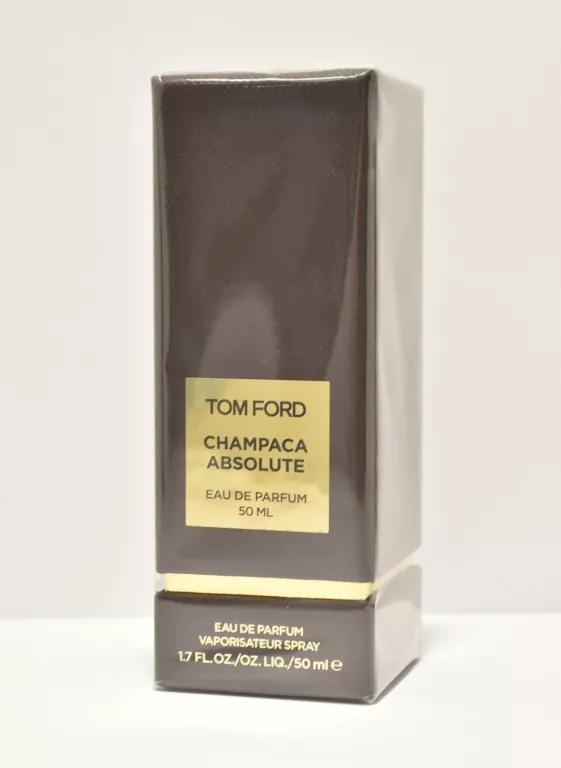 TOM FORD
CHAMPACA
ABSOLUTE
EAU DE PARFUM
50 ML
EAU DE PARFUM
VAPORISATEUR SPRAY
1.7 FL.OZ./OZ. LIQ./50 ml ℮